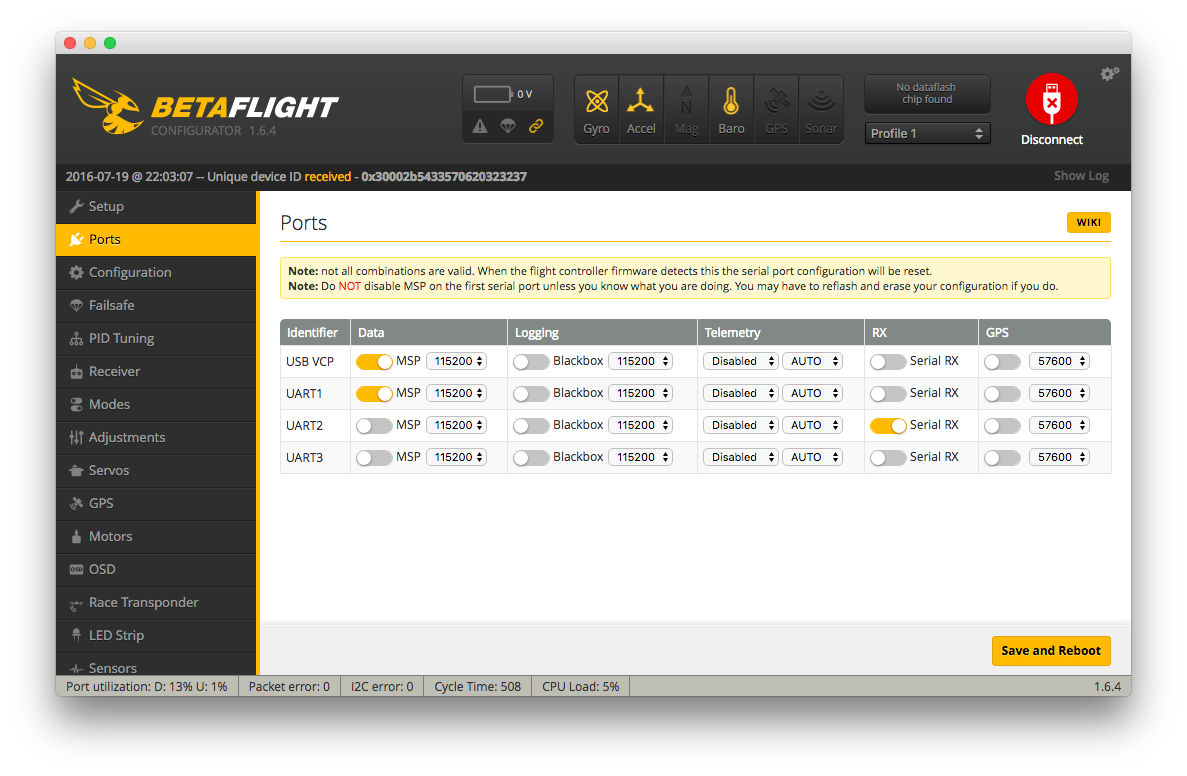 BETAFLIGHT
CONFIGURATOR 1.6.4
0 V
Gyro Accel Mag Baro GPS Sonar
No dataflash
chip found
Profile 1
Disconnect
2016-07-19 @ 22:03:07 -- Unique device ID received - 0x30002b5433570620323237
Show Log
Setup
Ports
Configuration
Failsafe
PID Tuning
Receiver
Modes
Adjustments
Servos
GPS
Motors
OSD OSD
Race Transponder
LED Strip
Sensors
Ports
WIKI
Note: not all combinations are valid. When the flight controller firmware detects this the serial port configuration will be reset.
Note: Do NOT disable MSP on the first serial port unless you know what you are doing. You may have to reflash and erase your configuration if you do.
Identifier Data Logging Telemetry RX GPS
USB VCP MSP 115200 Blackbox 115200 Disabled AUTO Serial RX 57600
UART1 MSP 115200 Blackbox 115200 Disabled AUTO Serial RX 57600
UART2 MSP 115200 Blackbox 115200 Disabled AUTO Serial RX 57600
UART3 MSP 115200 Blackbox 115200 Disabled AUTO Serial RX 57600
Save and Reboot
Port utilization: D: 13% U: 1% Packet error: 0 I2C error: 0 Cycle Time: 508 CPU Load: 5% 1.6.4